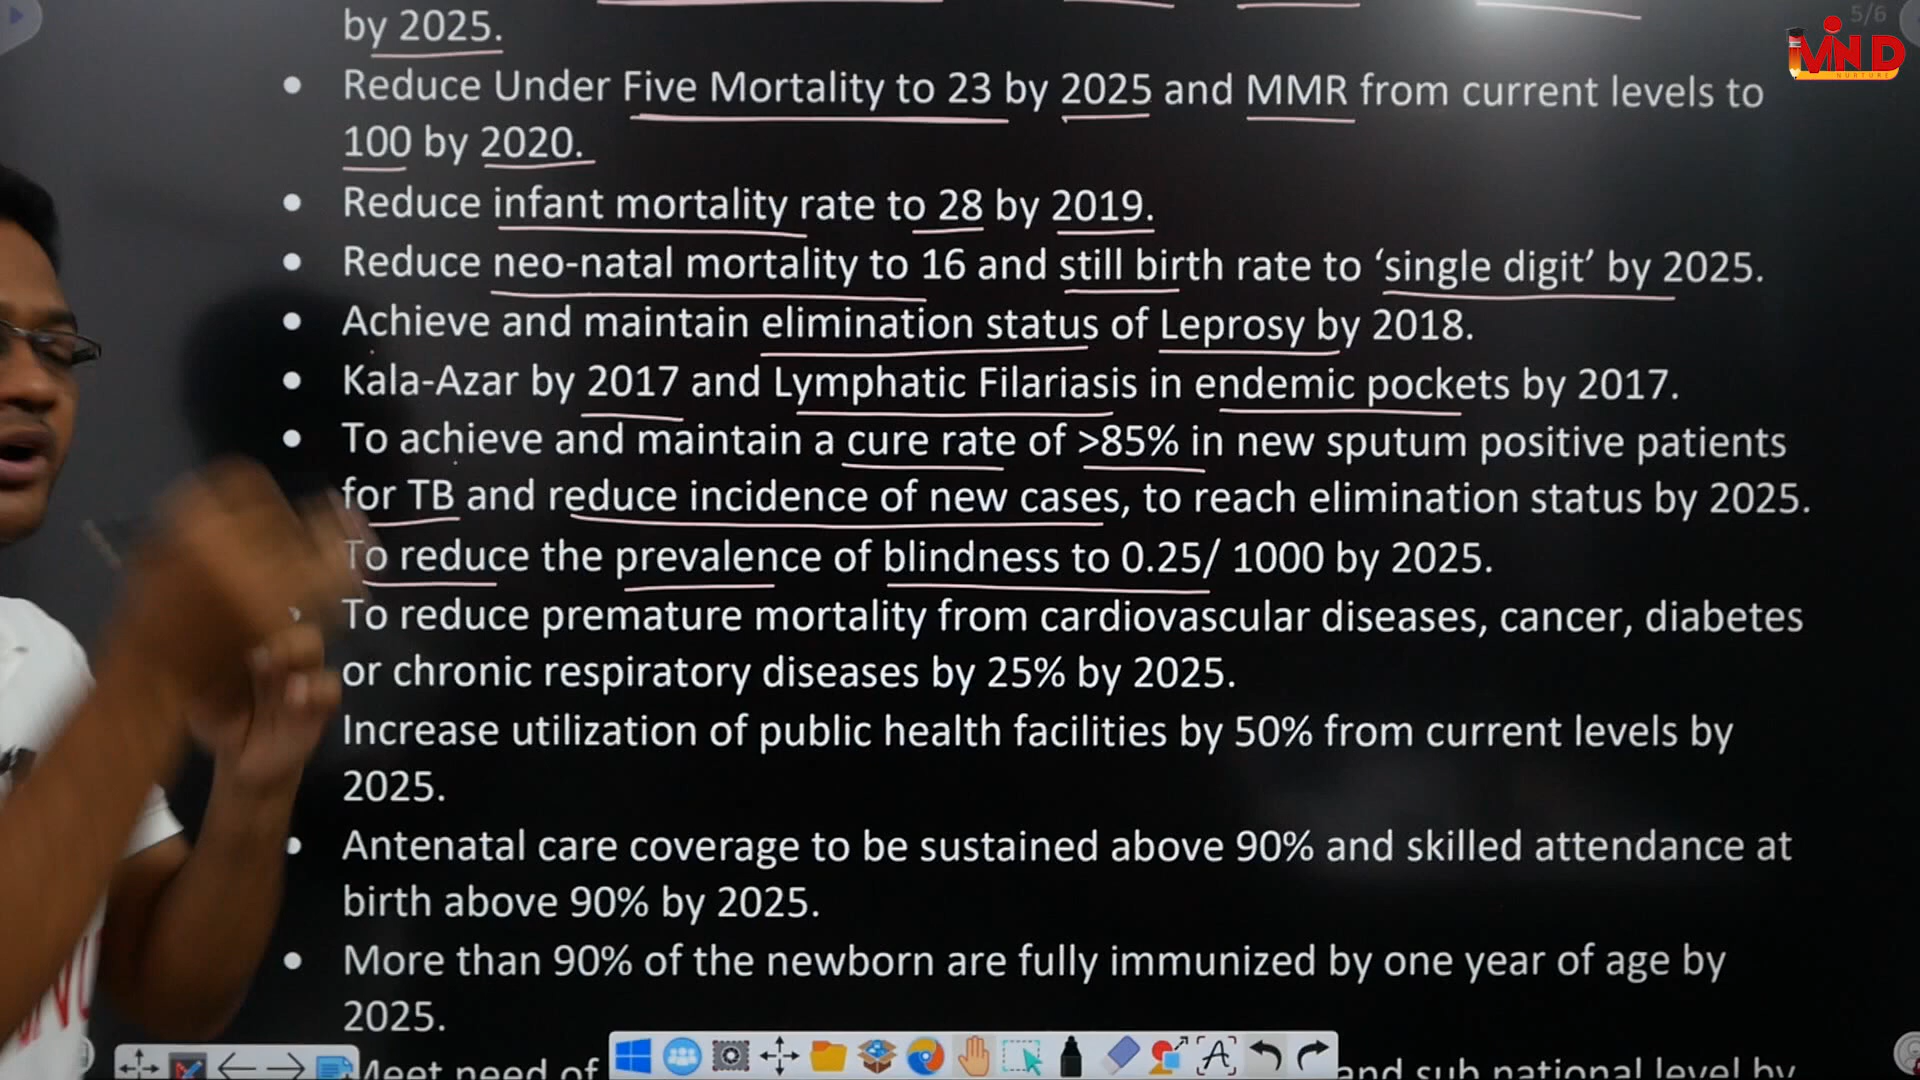 5/6
MIND
NURTURE
by 2025.
• Reduce Under Five Mortality to 23 by 2025 and MMR from current levels to
100 by 2020.
• Reduce infant mortality rate to 28 by 2019.
• Reduce neo-natal mortality to 16 and still birth rate to ‘single digit’ by 2025.
• Achieve and maintain elimination status of Leprosy by 2018.
• Kala-Azar by 2017 and Lymphatic Filariasis in endemic pockets by 2017.
• To achieve and maintain a cure rate of >85% in new sputum positive patients
for TB and reduce incidence of new cases, to reach elimination status by 2025.
To reduce the prevalence of blindness to 0.25/ 1000 by 2025.
To reduce premature mortality from cardiovascular diseases, cancer, diabetes
or chronic respiratory diseases by 25% by 2025.
Increase utilization of public health facilities by 50% from current levels by
2025.
• Antenatal care coverage to be sustained above 90% and skilled attendance at
birth above 90% by 2025.
• More than 90% of the newborn are fully immunized by one year of age by
2025.
Meet need of and sub national level by